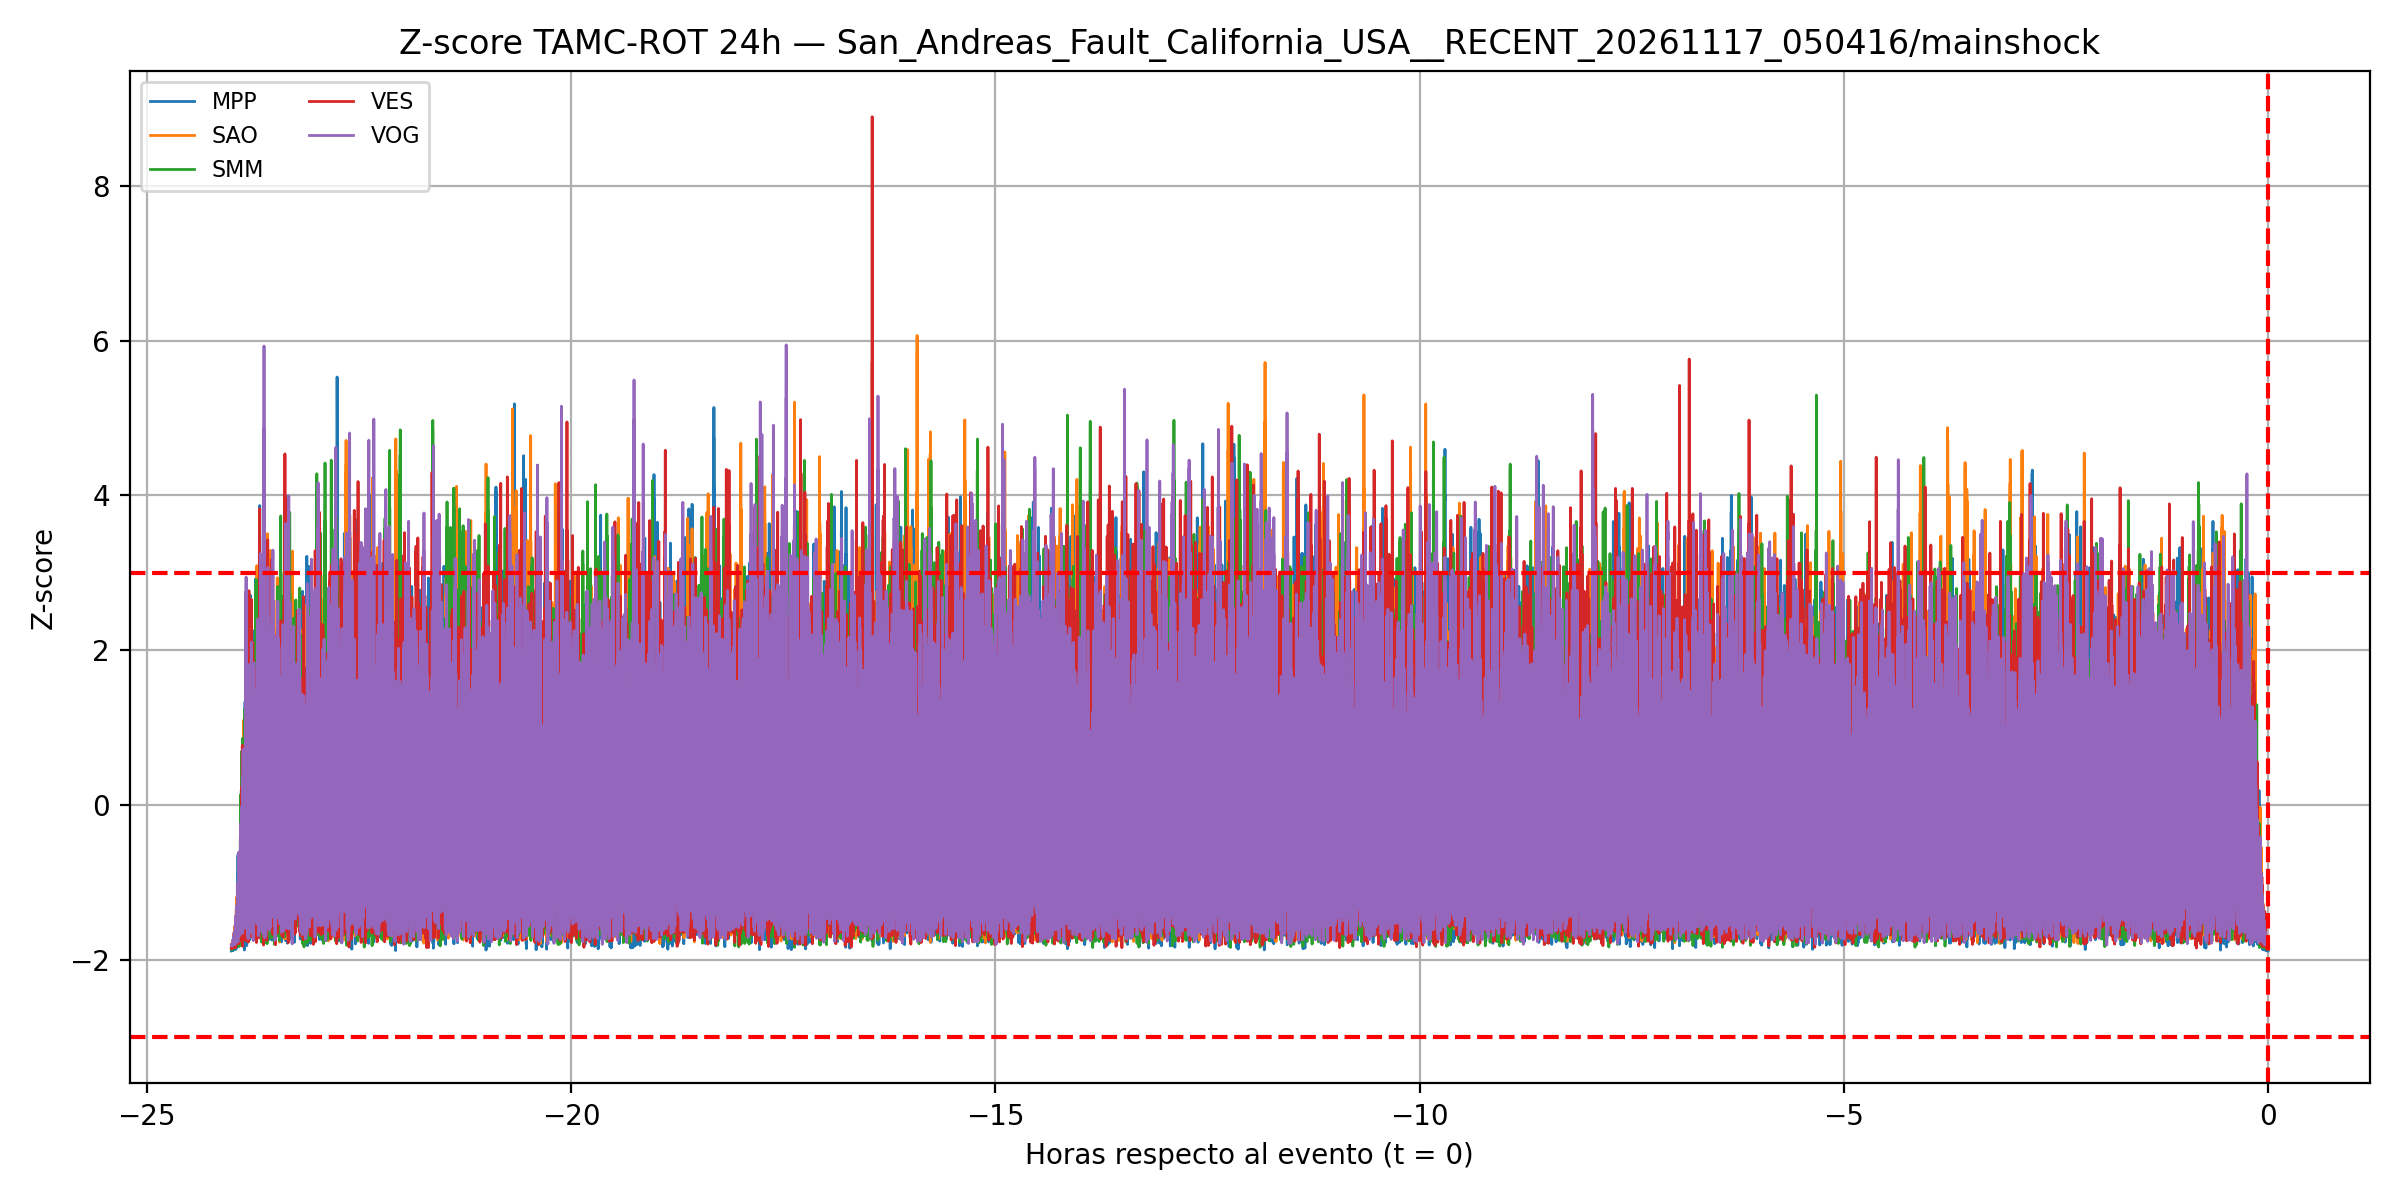 Z-score TAMC-ROT 24h — San_Andreas_Fault_California_USA__RECENT_20261117_050416/mainshock
MPP
SAO
SMM
VES
VOG
Z-score
8
6
4
2
0
−2
−25
−20
−15
−10
−5
0
Horas respecto al evento (t = 0)